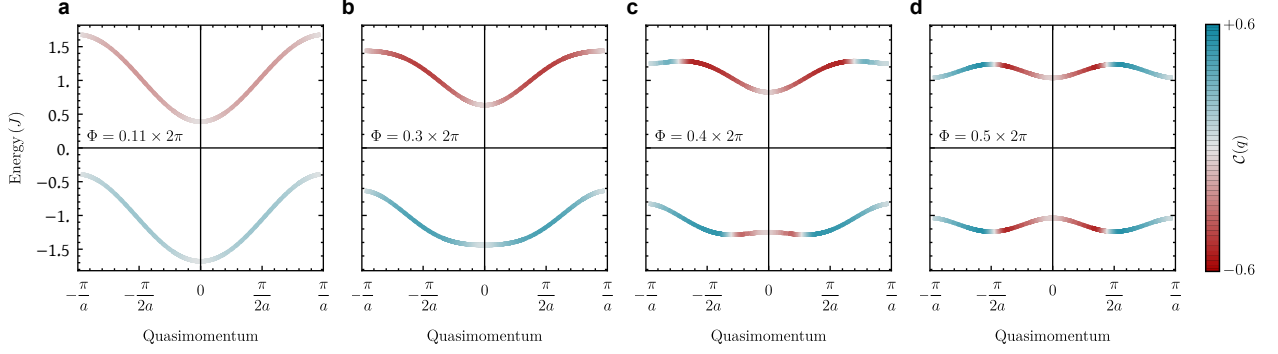 a b c d
Energy (J)
1.5
1.0
0.5
0.
−0.5
−1.
−1.5
Φ = 0.11 × 2π
Φ = 0.3 × 2π
Φ = 0.4 × 2π
Φ = 0.5 × 2π
−π/a −π/2a 0 π/2a π/a
−π/a −π/2a 0 π/2a π/a
−π/a −π/2a 0 π/2a π/a
−π/a −π/2a 0 π/2a π/a
Quasimomentum
Quasimomentum
Quasimomentum
Quasimomentum
+0.6
C(q)
−0.6